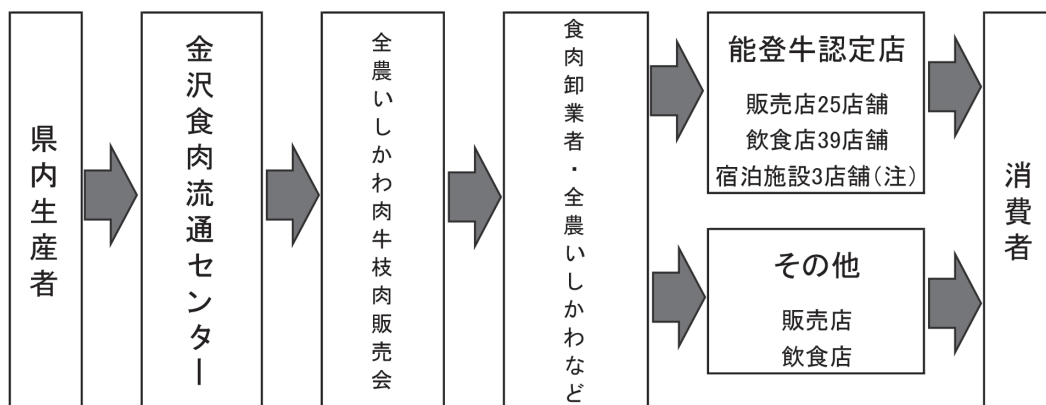 県内生産者
金沢食肉流通センター
全農いしかわ肉牛枝肉販売会
食肉卸業者・全農いしかわなど
能登牛認定店
販売店25店舗
飲食店39店舗
宿泊施設3店舗(注)
その他
販売店
飲食店
消費者